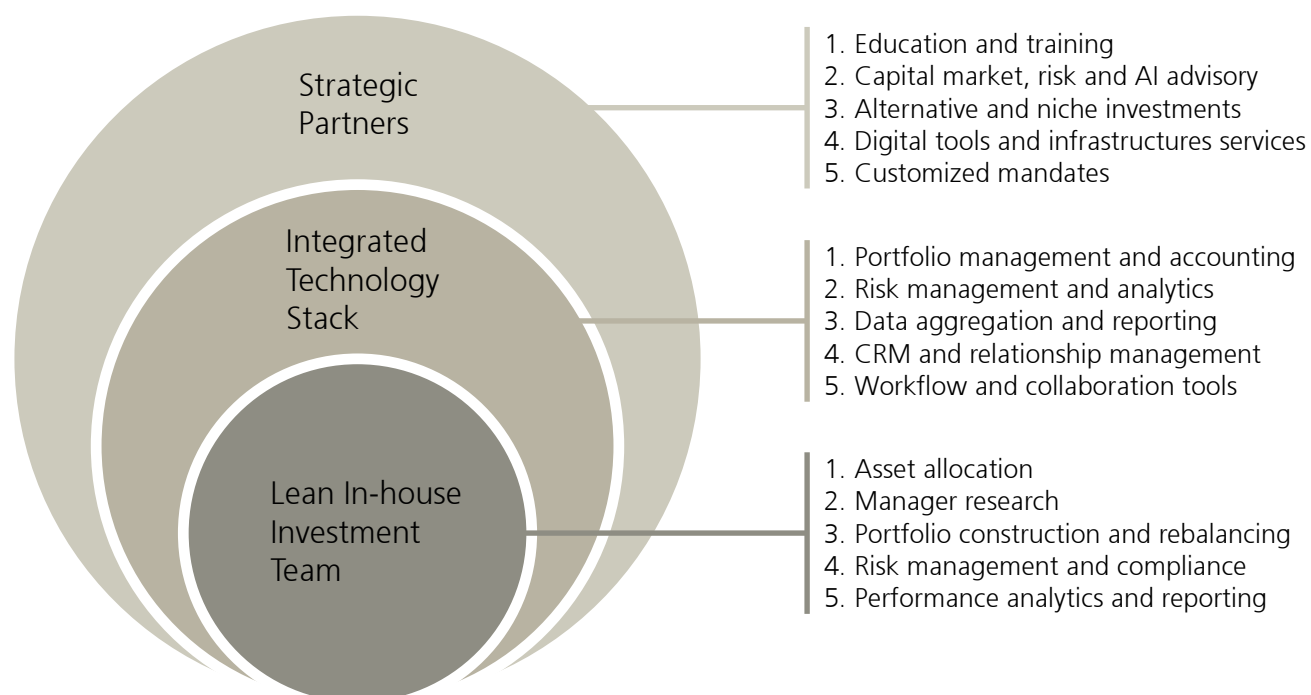 Strategic
Partners
1. Education and training
2. Capital market, risk and AI advisory
3. Alternative and niche investments
4. Digital tools and infrastructures services
5. Customized mandates
Integrated
Technology
Stack
1. Portfolio management and accounting
2. Risk management and analytics
3. Data aggregation and reporting
4. CRM and relationship management
5. Workflow and collaboration tools
Lean In-house
Investment
Team
1. Asset allocation
2. Manager research
3. Portfolio construction and rebalancing
4. Risk management and compliance
5. Performance analytics and reporting